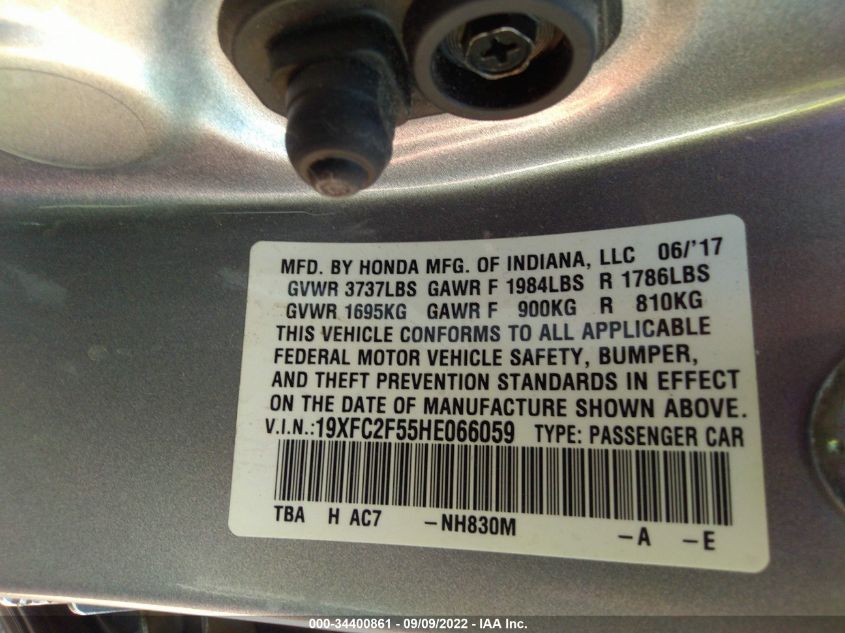 MFD. BY HONDA MFG. OF INDIANA, LLC 06/'17
GVWR 3737LBS GAWR F 1984LBS R 1786LBS
GVWR 1695KG GAWR F 900KG R 810KG
THIS VEHICLE CONFORMS TO ALL APPLICABLE
FEDERAL MOTOR VEHICLE SAFETY, BUMPER,
AND THEFT PREVENTION STANDARDS IN EFFECT
ON THE DATE OF MANUFACTURE SHOWN ABOVE.
V.I.N.:19XFC2F55HE066059 TYPE: PASSENGER CAR
TBA H AC7 -NH830M -A -E
000-34400861 - 09/09/2022 - IAA Inc.